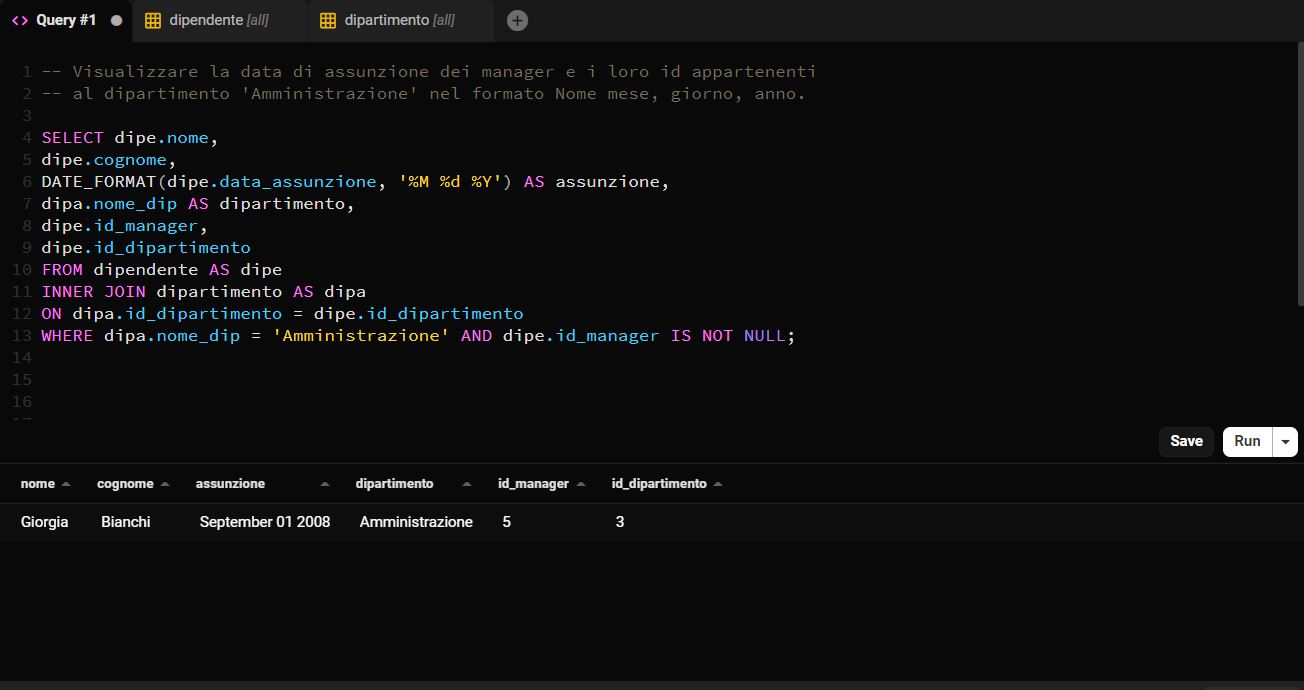 <> Query #1 dipendente [all] dipartimento [all] +
1 -- Visualizzare la data di assunzione dei manager e i loro id appartenenti
2 -- al dipartimento 'Amministrazione' nel formato Nome mese, giorno, anno.
3
4 SELECT dipe.nome,
5 dipe.cognome,
6 DATE_FORMAT(dipe.data_assunzione, '%M %d %Y') AS assunzione,
7 dipa.nome_dip AS dipartimento,
8 dipe.id_manager,
9 dipe.id_dipartimento
10 FROM dipendente AS dipe
11 INNER JOIN dipartimento AS dipa
12 ON dipa.id_dipartimento = dipe.id_dipartimento
13 WHERE dipa.nome_dip = 'Amministrazione' AND dipe.id_manager IS NOT NULL;
14
15
16
Save Run
nome cognome assunzione dipartimento id_manager id_dipartimento
Giorgia Bianchi September 01 2008 Amministrazione 5 3